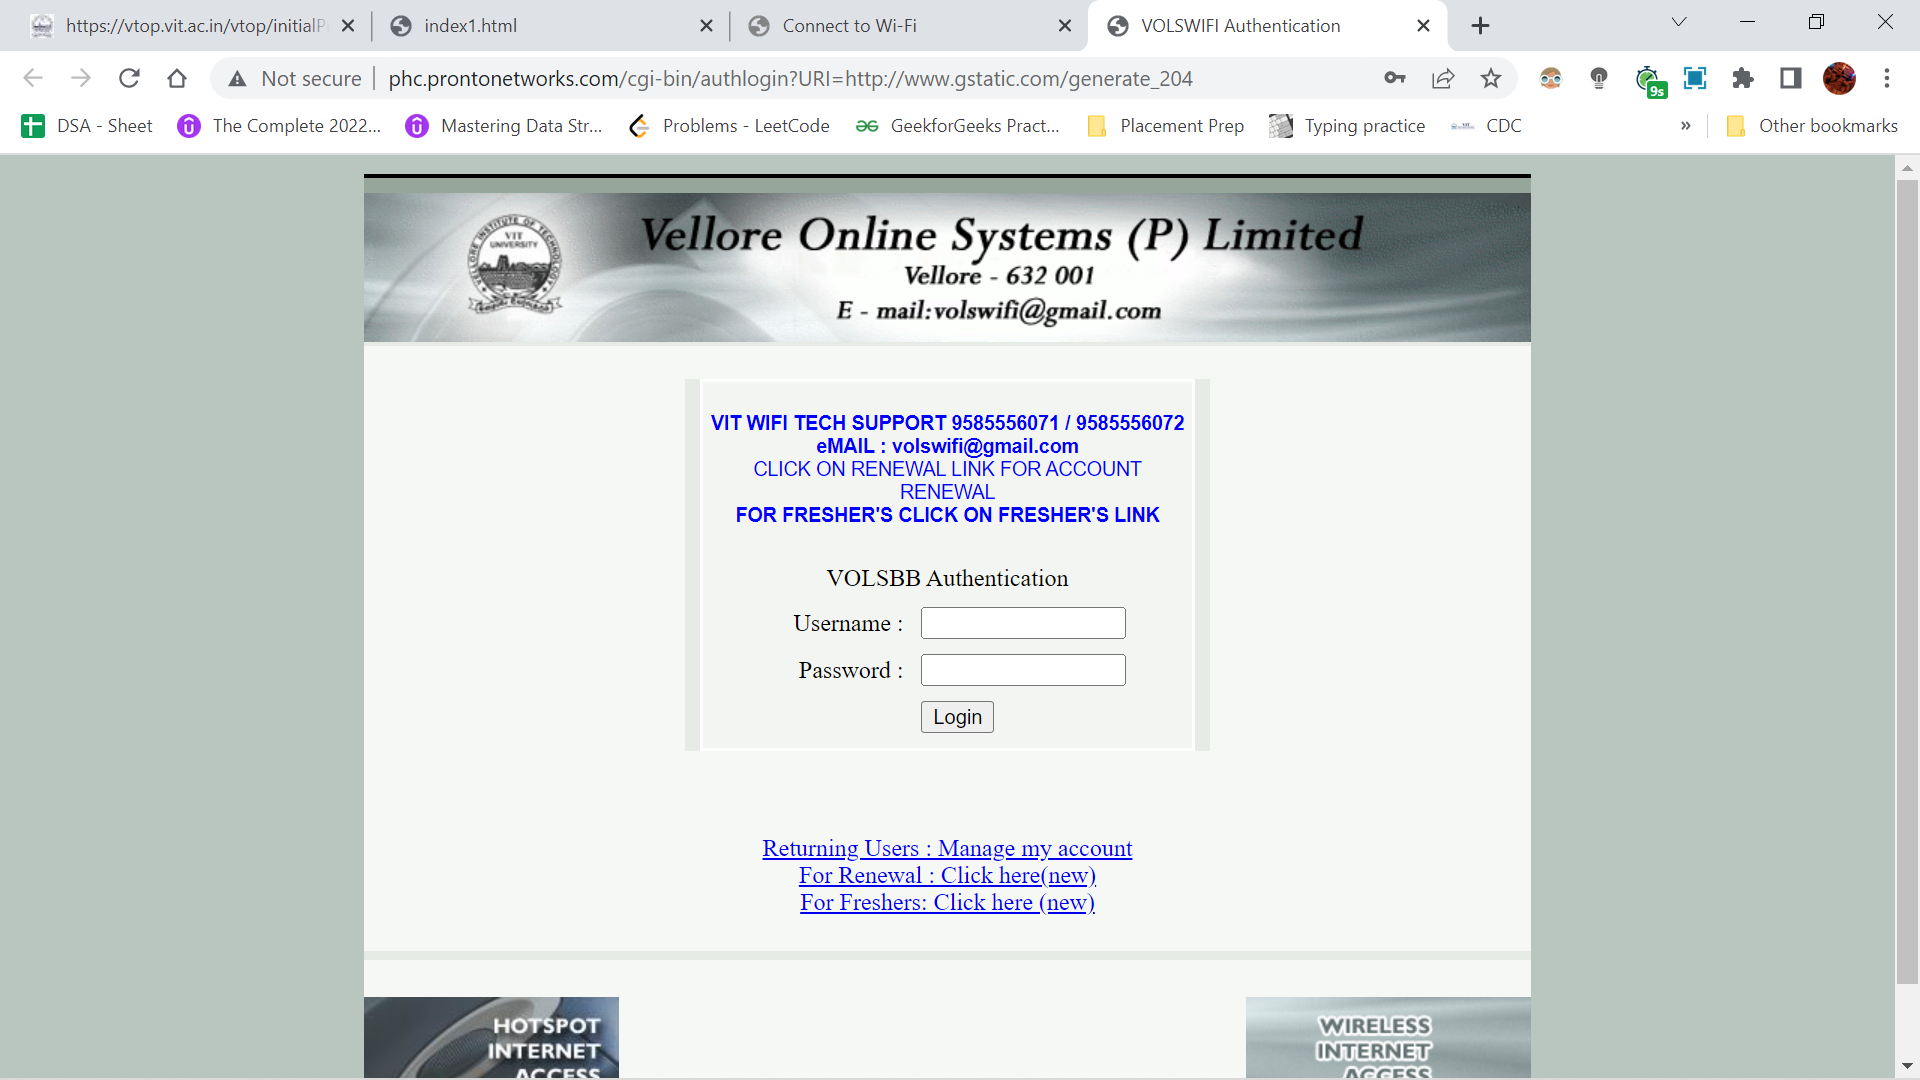 https://vtop.vit.ac.in/vtop/initialP
index1.html
Connect to Wi-Fi
VOLSWIFI Authentication
Not secure
phc.prontonetworks.com/cgi-bin/authlogin?URI=http://www.gstatic.com/generate_204
9s
DSA - Sheet
The Complete 2022...
Mastering Data Str...
Problems - LeetCode
GeekforGeeks Pract...
Placement Prep
Typing practice
CDC
»
Other bookmarks
VIT
UNIVERSITY
Vellore Online Systems (P) Limited
Vellore - 632 001
E - mail:volswifi@gmail.com
VIT WIFI TECH SUPPORT 9585556071 / 9585556072
eMAIL : volswifi@gmail.com
CLICK ON RENEWAL LINK FOR ACCOUNT
RENEWAL
FOR FRESHER'S CLICK ON FRESHER'S LINK
VOLSBB Authentication
Username :
Password :
Login
Returning Users : Manage my account
For Renewal : Click here(new)
For Freshers: Click here (new)
HOTSPOT
INTERNET
ACCESS
WIRELESS
INTERNET
ACCESS